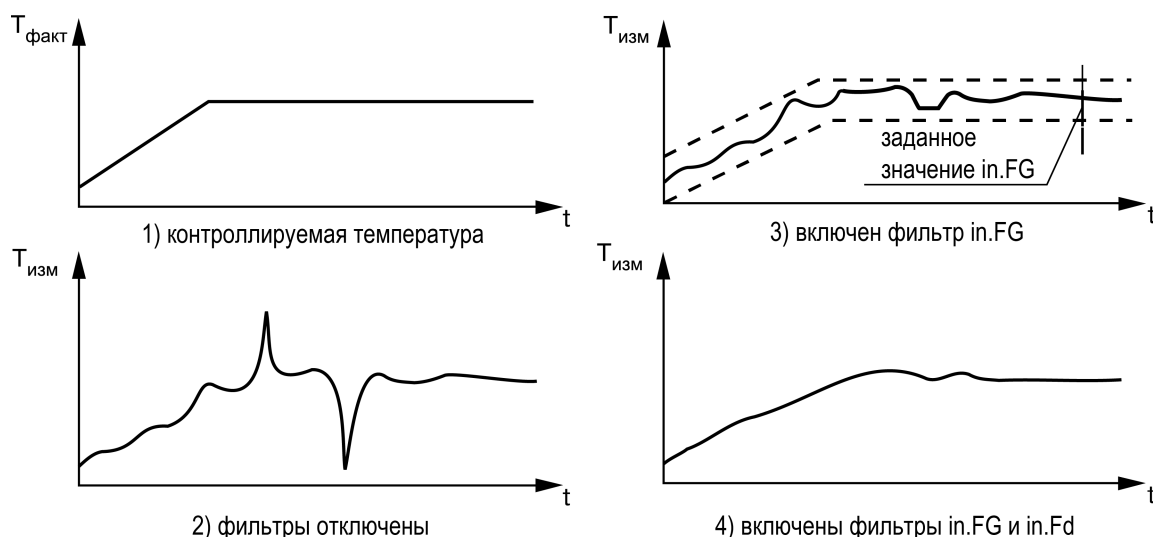 Tфакт
t
1) контроллируемая температура
Tизм
заданное
значение in.FG
t
3) включен фильтр in.FG
Tизм
t
2) фильтры отключены
Tизм
t
4) включены фильтры in.FG и in.Fd